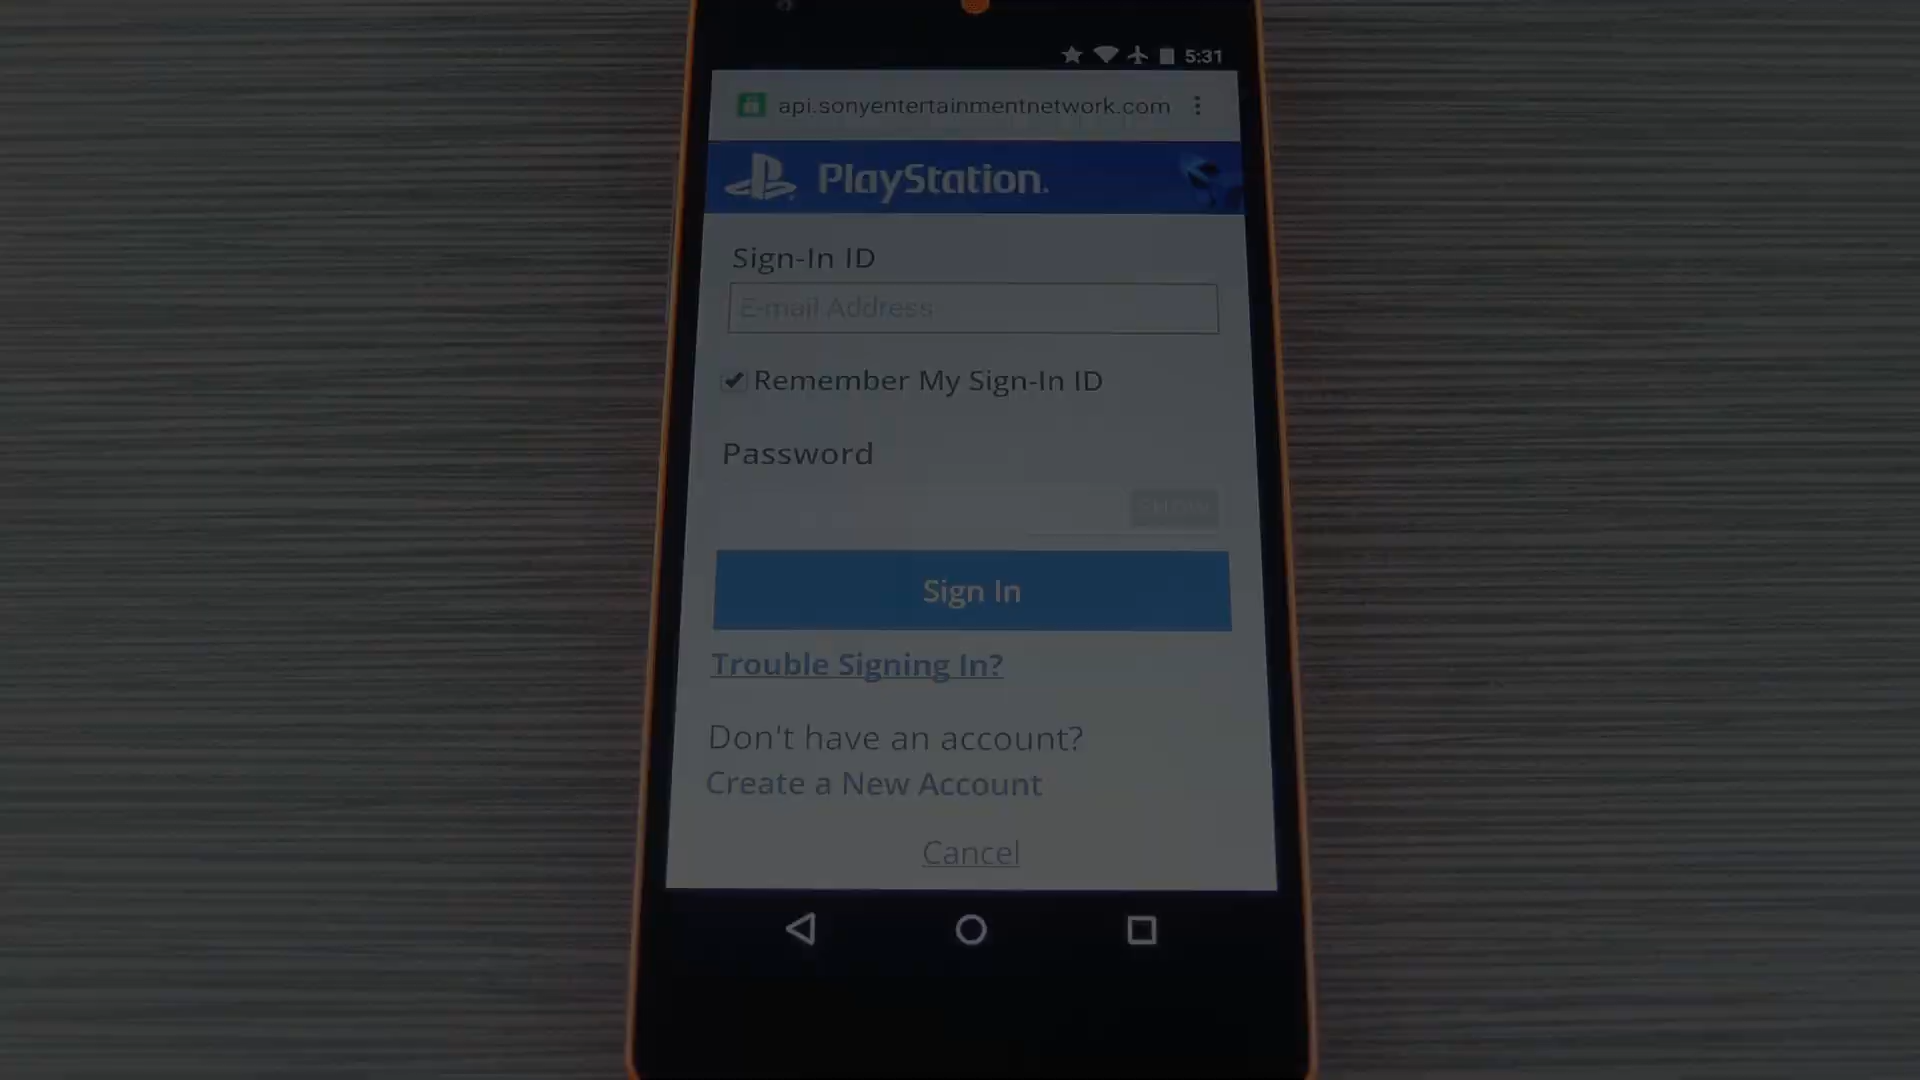 5:31
api.sonyentertainmentnetwork.com
PlayStation.
Sign-In ID
E-mail Address
Remember My Sign-In ID
Password
SHOW
Sign In
Trouble Signing In?
Don't have an account?
Create a New Account
Cancel